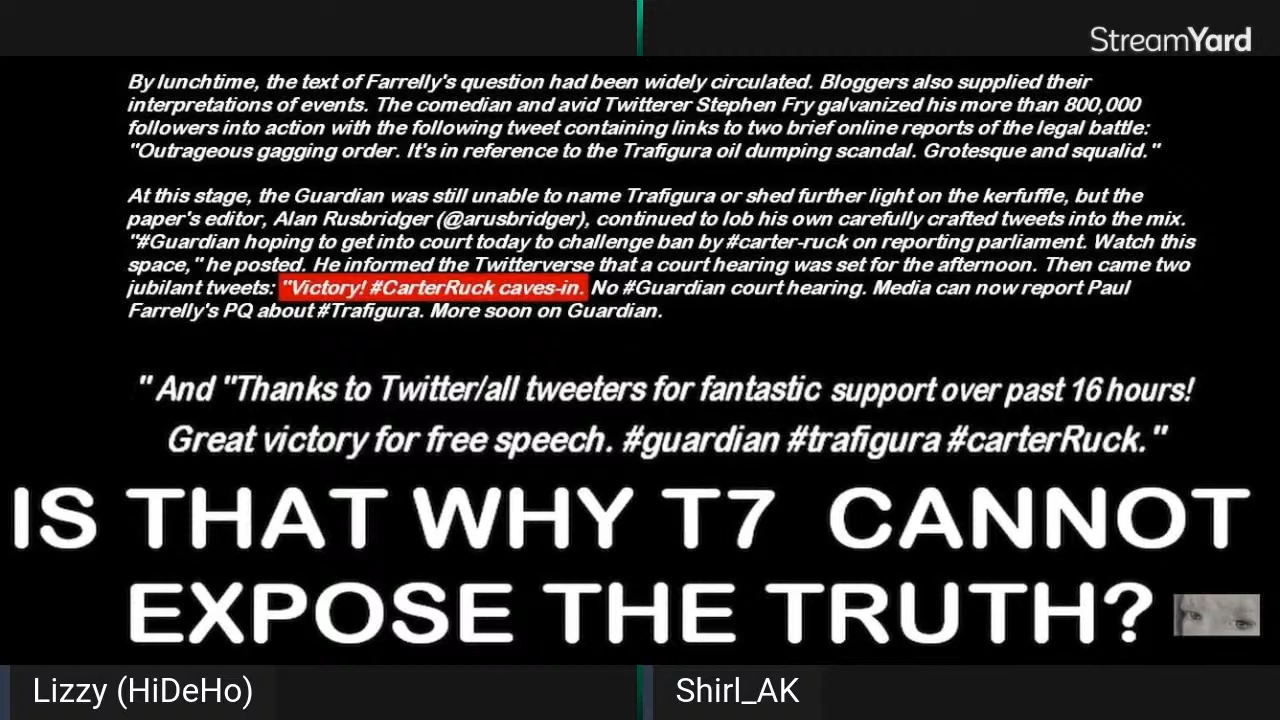 StreamYard
By lunchtime, the text of Farrelly's question had been widely circulated. Bloggers also supplied their
interpretations of events. The comedian and avid Twitterer Stephen Fry galvanized his more than 800,000
followers into action with the following tweet containing links to two brief online reports of the legal battle:
"Outrageous gagging order. It's in reference to the Trafigura oil dumping scandal. Grotesque and squalid."
At this stage, the Guardian was still unable to name Trafigura or shed further light on the kerfuffle, but the
paper's editor, Alan Rusbridger (@arusbridger), continued to lob his own carefully crafted tweets into the mix.
"#Guardian hoping to get into court today to challenge ban by #carter-ruck on reporting parliament. Watch this
space," he posted. He informed the Twitterverse that a court hearing was set for the afternoon. Then came two
jubilant tweets: "Victory! #CarterRuck caves-in. No #Guardian court hearing. Media can now report Paul
Farrelly's PQ about #Trafigura. More soon on Guardian.
" And "Thanks to Twitter/all tweeters for fantastic support over past 16 hours!
Great victory for free speech. #guardian #trafigura #carterRuck."
IS THAT WHY T7 CANNOT
EXPOSE THE TRUTH?
Lizzy (HiDeHo)
Shirl_AK